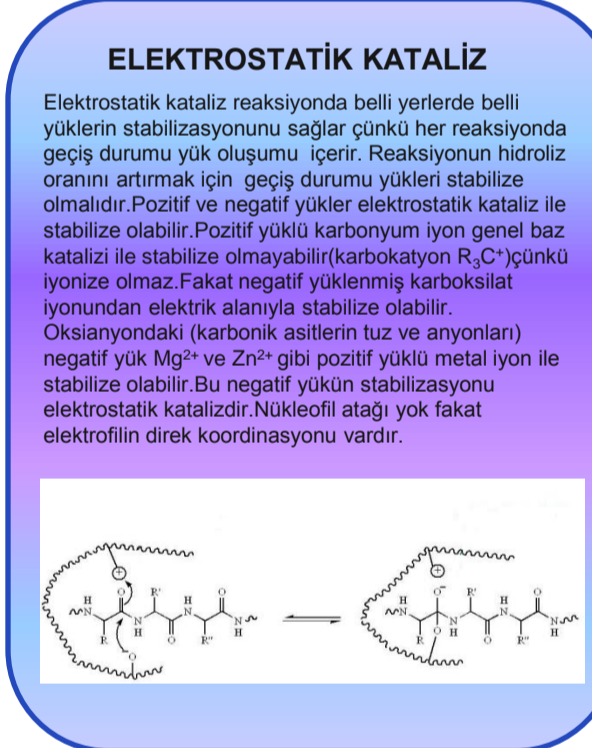 ELEKTROSTATİK KATALİZ
Elektrostatik kataliz reaksiyonda belli yerlerde belli
yüklerin stabilizasyonunu sağlar çünkü her reaksiyonda
geçiş durumu yük oluşumu içerir. Reaksiyonun hidroliz
oranını artırmak için geçiş durumu yükleri stabilize
olmalıdır.Pozitif ve negatif yükler elektrostatik kataliz ile
stabilize olabilir.Pozitif yüklü karbonyum iyon genel baz
katalizi ile stabilize olmayabilir(karbokatyon R₃C⁺)çünkü
iyonize olmaz.Fakat negatif yüklenmiş karboksilat
iyonundan elektrik alanıyla stabilize olabilir.
Oksianyondaki (karbonik asitlerin tuz ve anyonları)
negatif yük Mg²⁺ ve Zn²⁺ gibi pozitif yüklü metal iyon ile
stabilize olabilir.Bu negatif yükün stabilizasyonu
elektrostatik katalizdir.Nükleofil atağı yok fakat
elektrofilin direk koordinasyonu vardır.
H N R O N H R' O H N R" O N H O
H N R O⁻ O N H R' O H N R" O N H